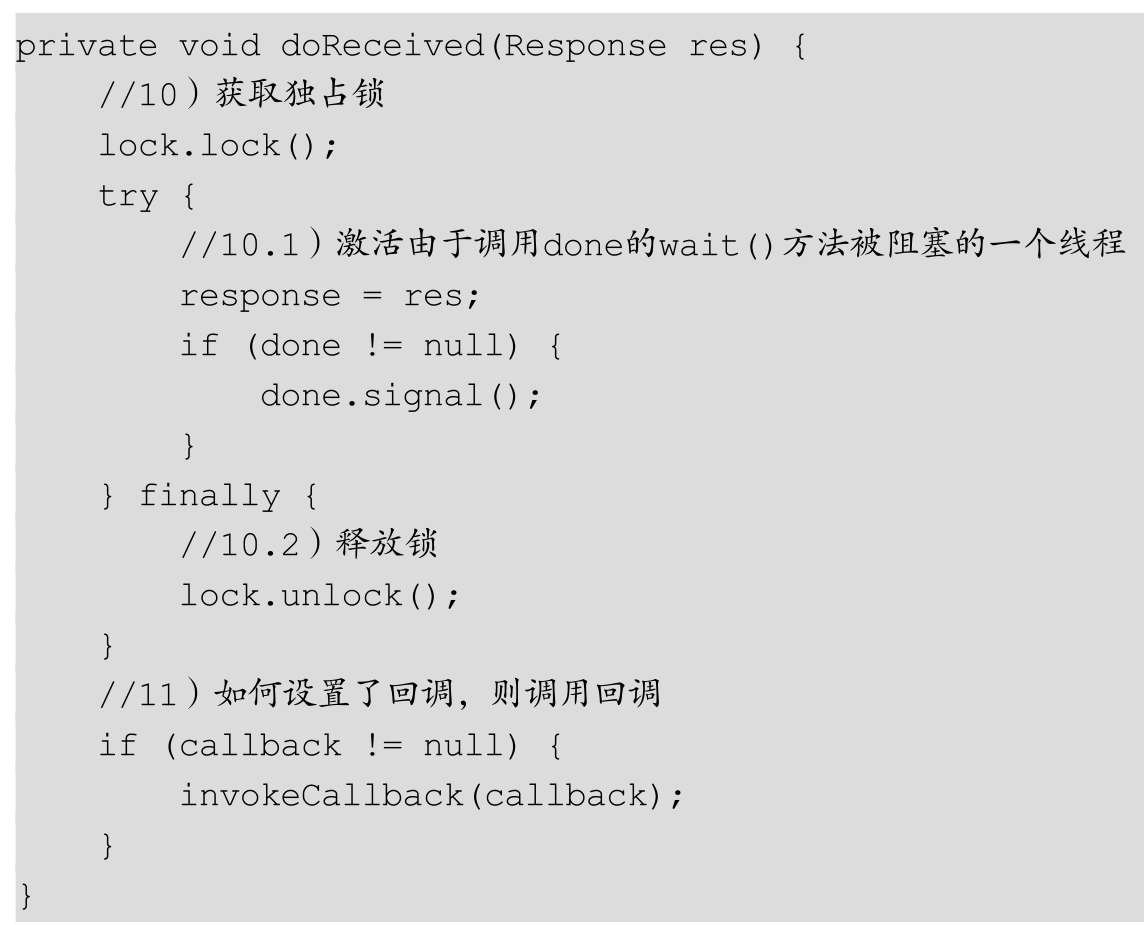 private void doReceived(Response res) {
    //10）获取独占锁
    lock.lock();
    try {
        //10.1）激活由于调用done的wait()方法被阻塞的一个线程
        response = res;
        if (done != null) {
            done.signal();
        }
    } finally {
        //10.2）释放锁
        lock.unlock();
    }
    //11）如何设置了回调，则调用回调
    if (callback != null) {
        invokeCallback(callback);
    }
}